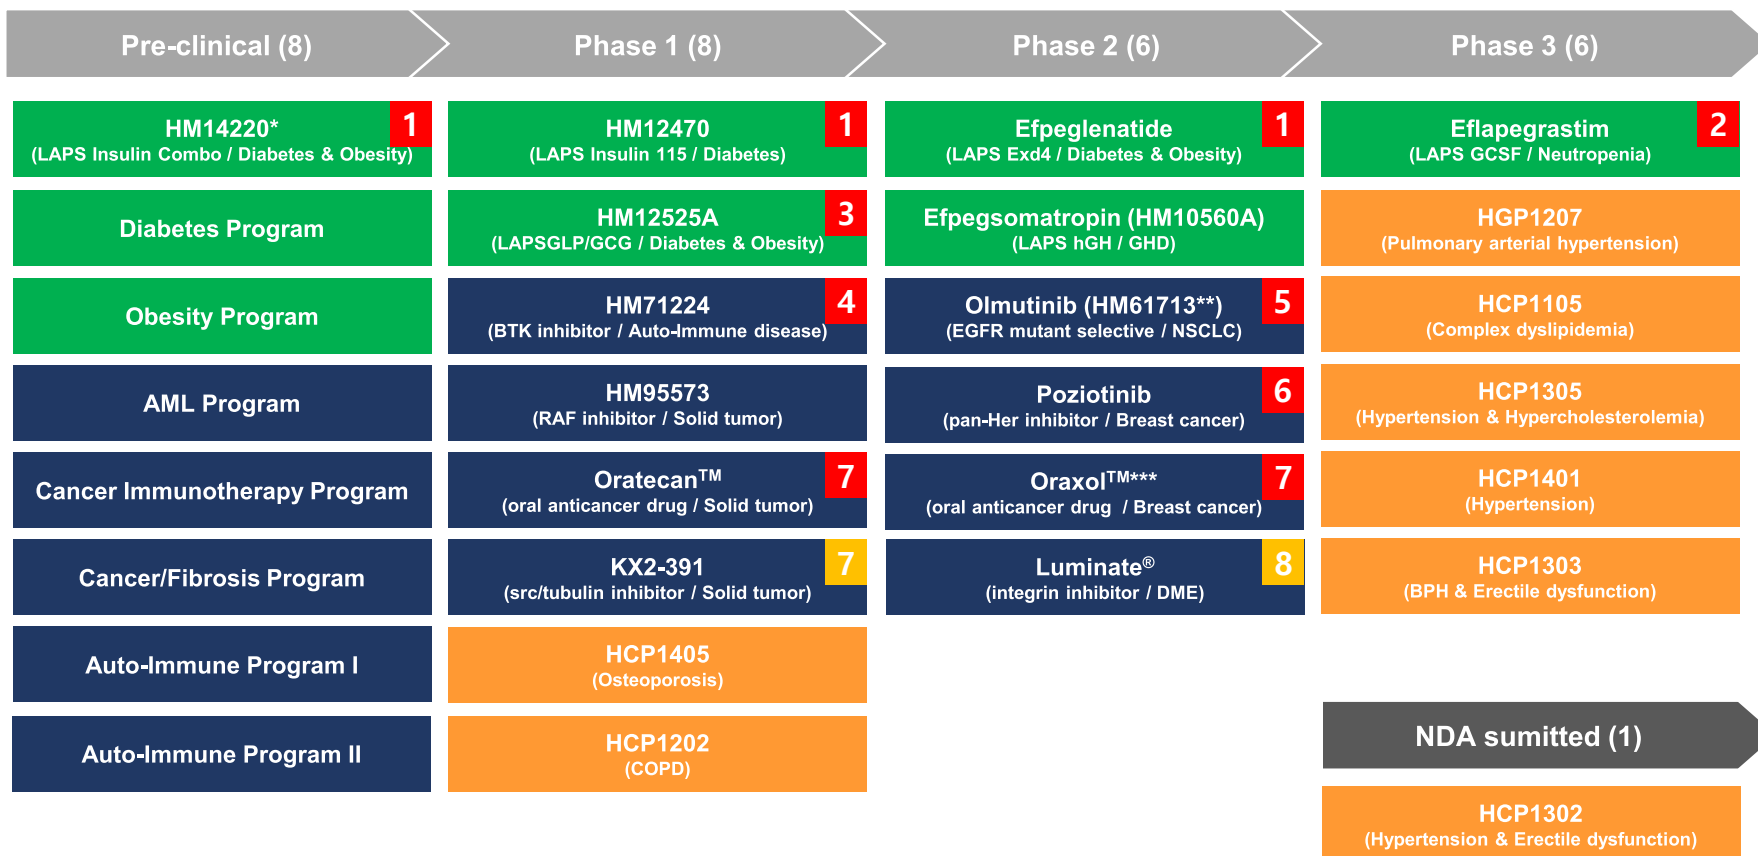 Pre-clinical (8)
Phase 1 (8)
Phase 2 (6)
Phase 3 (6)
HM14220*
(LAPS Insulin Combo / Diabetes & Obesity)
1
Diabetes Program
Obesity Program
AML Program
Cancer Immunotherapy Program
Cancer/Fibrosis Program
Auto-Immune Program I
Auto-Immune Program II
HM12470
(LAPS Insulin 115 / Diabetes)
1
HM12525A
(LAPSGLP/GCG / Diabetes & Obesity)
3
HM71224
(BTK inhibitor / Auto-Immune disease)
4
HM95573
(RAF inhibitor / Solid tumor)
Oratecan™
(oral anticancer drug / Solid tumor)
7
KX2-391
(src/tubulin inhibitor / Solid tumor)
7
HCP1405
(Osteoporosis)
HCP1202
(COPD)
Efpeglenatide
(LAPS Exd4 / Diabetes & Obesity)
1
Efpegsomatropin (HM10560A)
(LAPS hGH / GHD)
Olmutinib (HM61713**)
(EGFR mutant selective / NSCLC)
5
Poziotinib
(pan-Her inhibitor / Breast cancer)
6
Oraxol™***
(oral anticancer drug / Breast cancer)
7
Luminate®
(integrin inhibitor / DME)
8
Eflapegrastim
(LAPS GCSF / Neutropenia)
2
HGP1207
(Pulmonary arterial hypertension)
HCP1105
(Complex dyslipidemia)
HCP1305
(Hypertension & Hypercholesterolemia)
HCP1401
(Hypertension)
HCP1303
(BPH & Erectile dysfunction)
NDA sumitted (1)
HCP1302
(Hypertension & Erectile dysfunction)